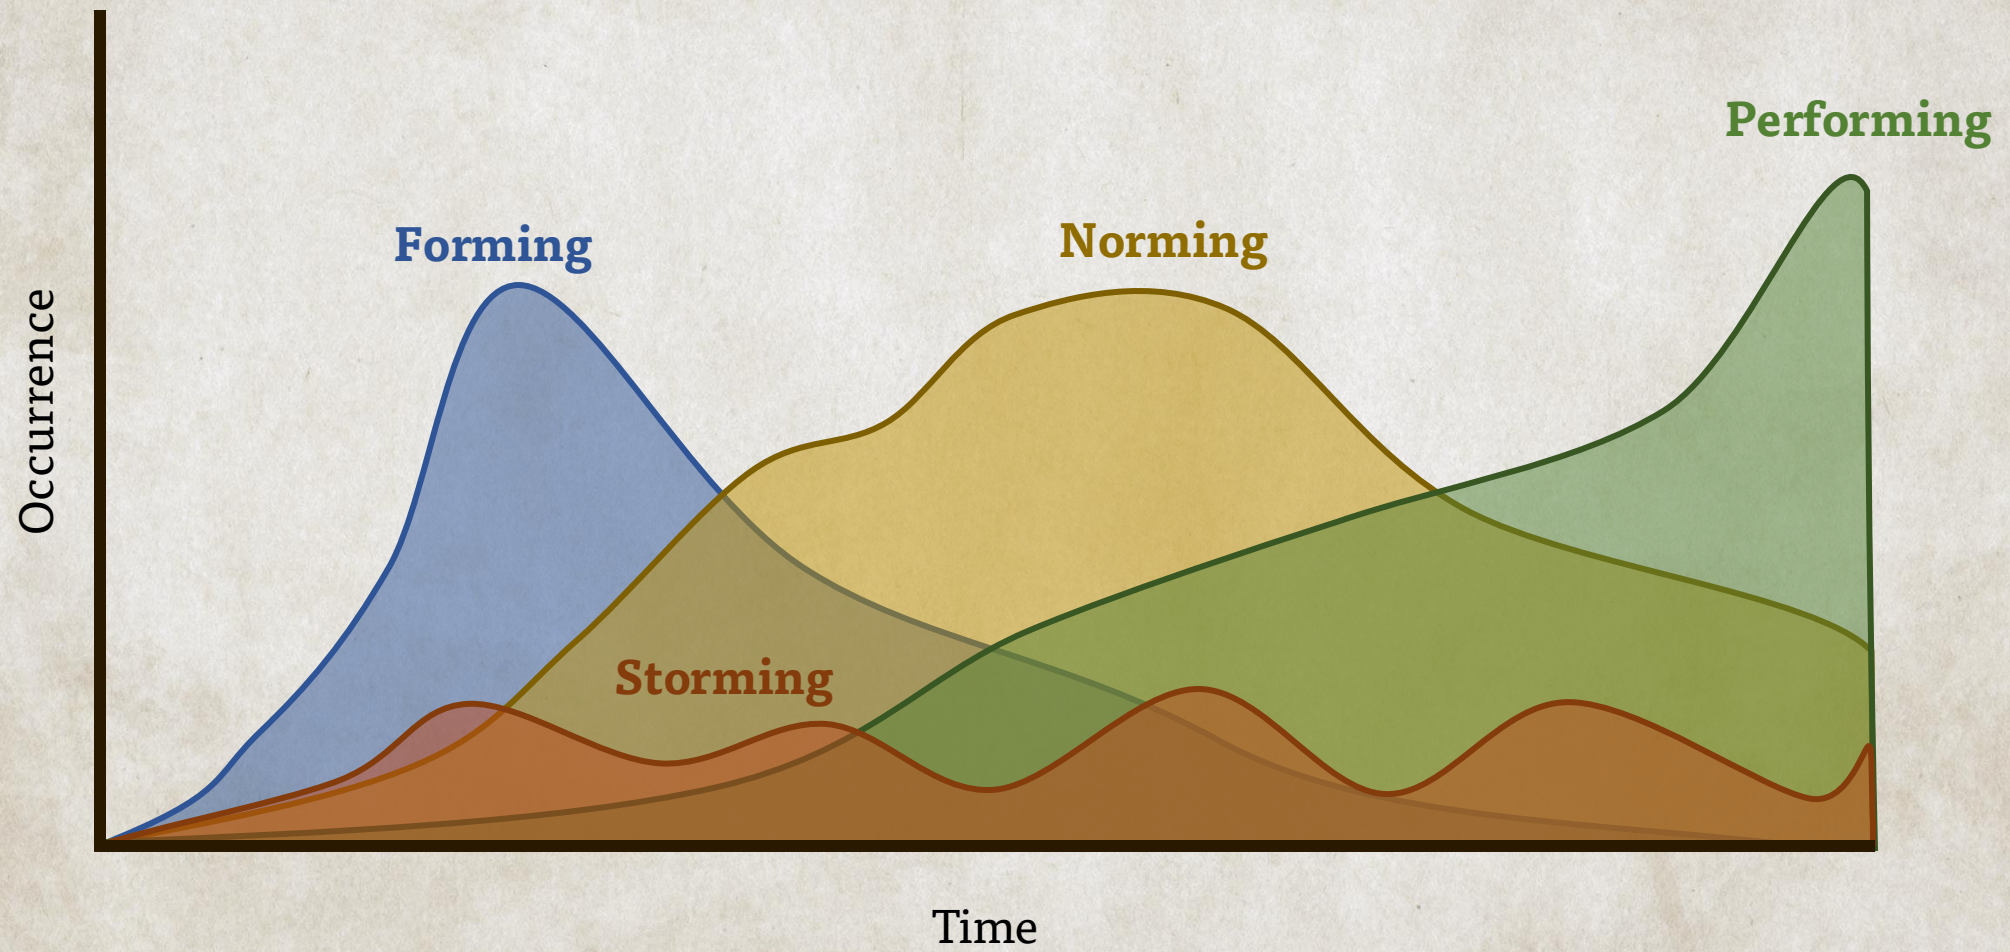 Performing
Forming
Norming
Occurrence
Storming
Time